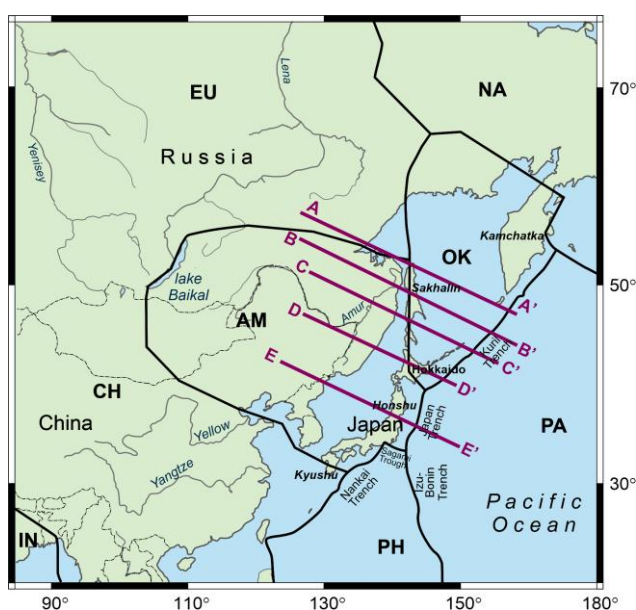 EU
NA
Lena
Yenisey
Russia
70°
A
Kamchatka
B
OK
C
Sakhalin
50°
lake
Baikal
A'
D
AM
Amur
B'
Kuril
Trench
C'
E
Hokkaido
D'
CH
Honshu
China
Japan
Japan
Trench
PA
Yellow
E'
Sagami
Trough
Yangtze
Kyushu
Nankai
Trench
Izu-
Bonin
Trench
Pacific
Ocean
30°
IN
PH
90°
110°
130°
150°
180°